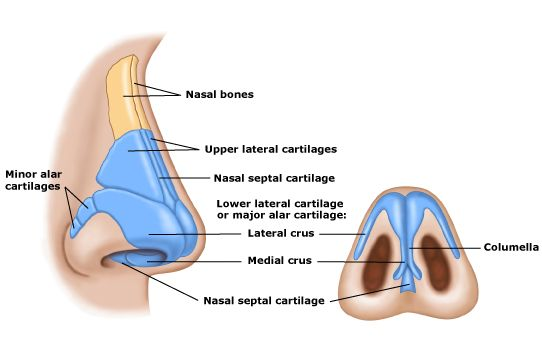 Nasal bones
Upper lateral cartilages
Minor alar
cartilages
Nasal septal cartilage
Lower lateral cartilage
or major alar cartilage:
Lateral crus
Columella
Medial crus
Nasal septal cartilage